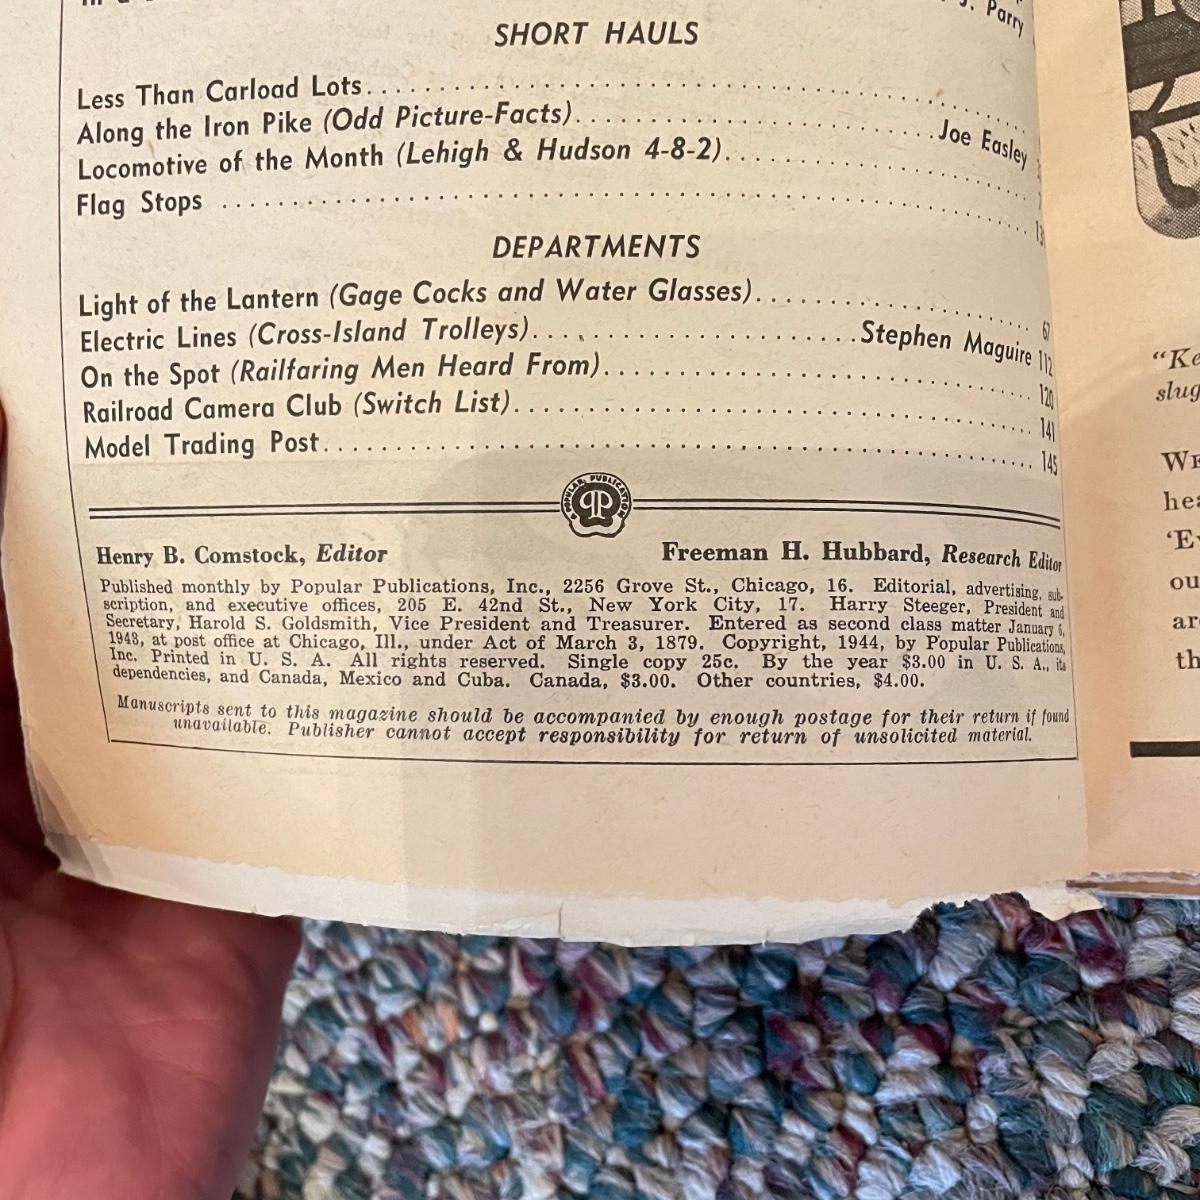 J. Parry
SHORT HAULS
Less Than Carload Lots
Along the Iron Pike (Odd Picture-Facts) Joe Easley
Locomotive of the Month (Lehigh & Hudson 4-8-2)
Flag Stops
DEPARTMENTS
Light of the Lantern (Gage Cocks and Water Glasses) 67
Electric Lines (Cross-Island Trolleys) Stephen Maguire 112
On the Spot (Railfaring Men Heard From) 120
Railroad Camera Club (Switch List) 141
Model Trading Post 145
A POPULAR PUBLICATION
Henry B. Comstock, Editor Freeman H. Hubbard, Research Editor
Published monthly by Popular Publications, Inc., 2256 Grove St., Chicago, 16. Editorial, advertising, sub-
scription, and executive offices, 205 E. 42nd St., New York City, 17. Harry Steeger, President and
Secretary, Harold S. Goldsmith, Vice President and Treasurer. Entered as second class matter January 6,
1943, at post office at Chicago, Ill., under Act of March 3, 1879. Copyright, 1944, by Popular Publications,
Inc. Printed in U. S. A. All rights reserved. Single copy 25c. By the year $3.00 in U. S. A., its
dependencies, and Canada, Mexico and Cuba. Canada, $3.00. Other countries, $4.00.
Manuscripts sent to this magazine should be accompanied by enough postage for their return if found
unavailable. Publisher cannot accept responsibility for return of unsolicited material.